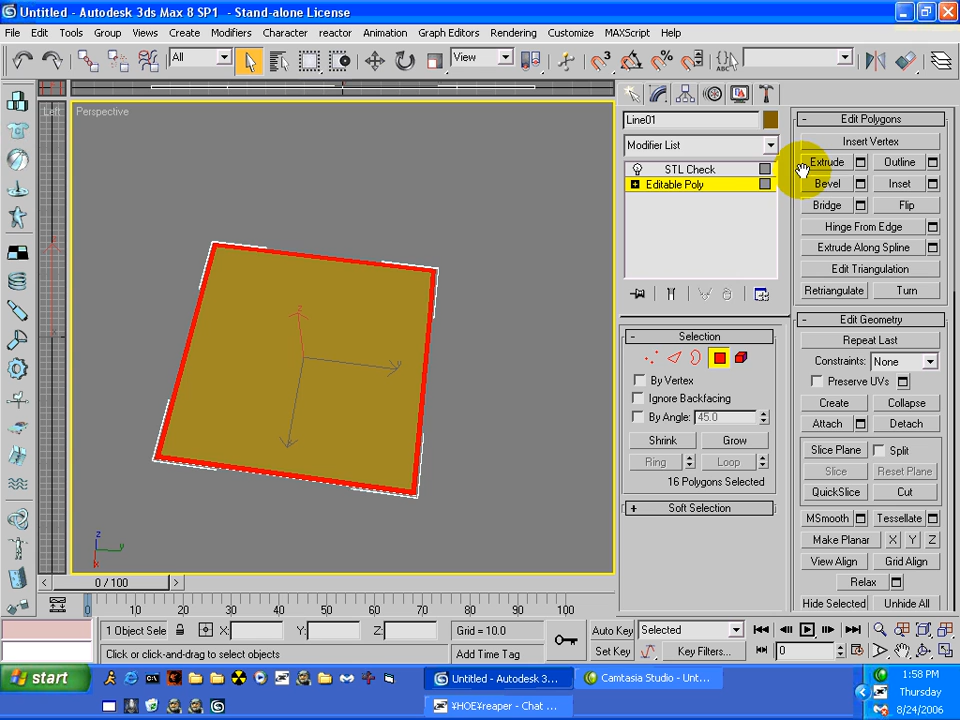 Untitled - Autodesk 3ds Max 8 SP1 - Stand-alone License
File Edit Tools Group Views Create Modifiers Character reactor Animation Graph Editors Rendering Customize MAXScript Help
All View
Left Perspective
Line01
Modifier List
STL Check
Editable Poly
Edit Polygons
Insert Vertex
Extrude Outline
Bevel Inset
Bridge Flip
Hinge From Edge
Extrude Along Spline
Edit Triangulation
Retriangulate Turn
Selection
By Vertex
Ignore Backfacing
By Angle: 45.0
Shrink Grow
Ring Loop
16 Polygons Selected
Soft Selection
Edit Geometry
Repeat Last
Constraints: None
Preserve UVs
Create Collapse
Attach Detach
Slice Plane Split
Slice Reset Plane
QuickSlice Cut
MSmooth Tessellate
Make Planar X Y Z
View Align Grid Align
Relax
Hide Selected Unhide All
z
y
x
0 / 100
0 10 20 30 40 50 60 70 80 90 100
1 Object Sele X: Y: Z: Grid = 10.0 Auto Key Selected
Click or click-and-drag to select objects Add Time Tag Set Key Key Filters... 0
start Untitled - Autodesk 3... Camtasia Studio - Unt...
¥HOE¥reaper - Chat ...
1:58 PM
Thursday
8/24/2006